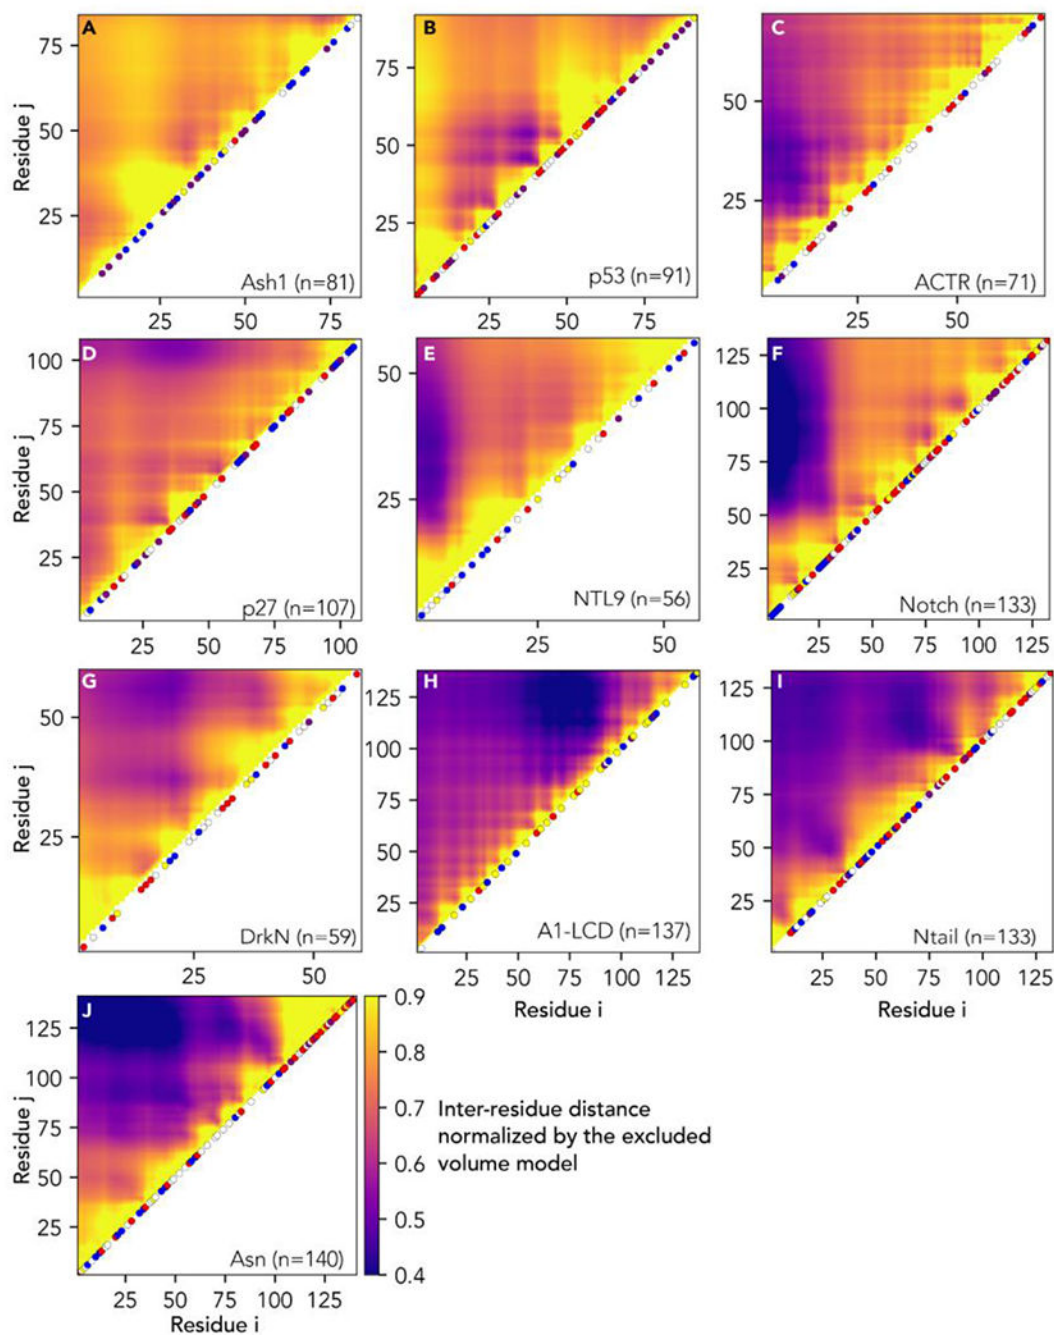 A
B
C
75
50
25
Residue j
Ash1 (n=81)
25
50
75
75
50
25
p53 (n=91)
25
50
75
50
25
ACTR (n=71)
25
50
D
E
F
100
75
50
25
Residue j
p27 (n=107)
25
50
75
100
50
25
NTL9 (n=56)
25
50
125
100
75
50
25
Notch (n=133)
25
50
75
100
125
G
H
I
50
25
Residue j
DrkN (n=59)
25
50
125
100
75
50
25
A1-LCD (n=137)
25
50
75
100
125
Residue i
125
100
75
50
25
Ntail (n=133)
25
50
75
100
125
Residue i
J
125
100
75
50
25
Residue j
Asn (n=140)
25
50
75
100
125
Residue i
0.9
0.8
0.7
0.6
0.5
0.4
Inter-residue distance
normalized by the excluded
volume model